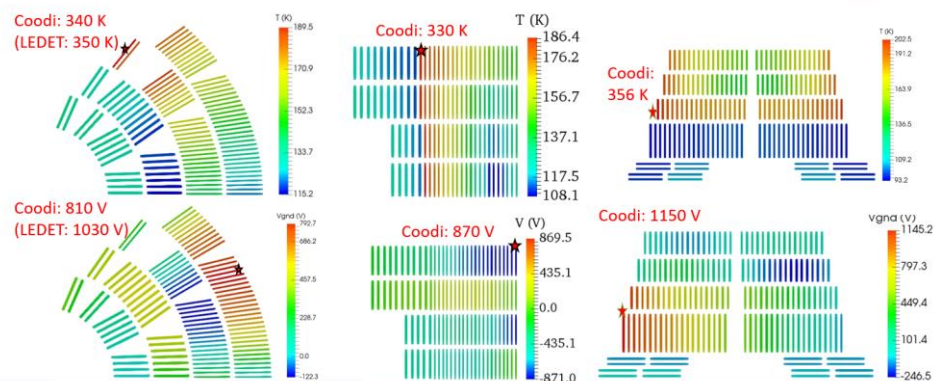 Coodi: 340 K
(LEDET: 350 K)
T (K)
189.5
170.9
152.3
133.7
115.2
Coodi: 330 K
T (K)
186.4
176.2
156.7
137.1
117.5
108.1
Coodi:
356 K
T (K)
202.5
191.2
163.9
136.5
109.2
93.2
Coodi: 810 V
(LEDET: 1030 V)
Vgnd (V)
792.7
686.2
457.5
228.7
0.0
-122.3
Coodi: 870 V
V (V)
869.5
435.1
0.0
-435.1
-871.0
Coodi: 1150 V
Vgnd (V)
1145.2
797.3
449.4
101.4
-246.5